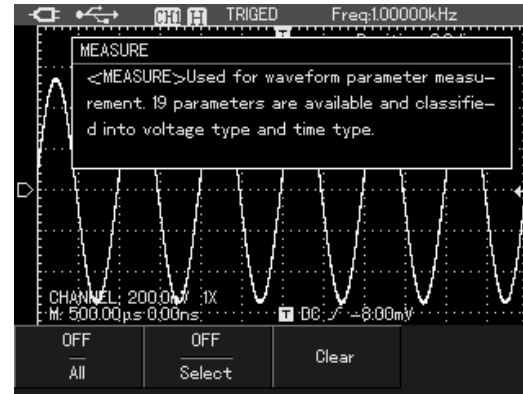 CH1 H TRIGED Freq:1.00000kHz
MEASURE
<MEASURE>Used for waveform parameter measu-
rement. 19 parameters are available and classifie-
d into voltage type and time type.
CHANNEL: 200.0mV 1X
M: 500.00μs 0.00ns T DC -8.00mV
OFF OFF Clear
All Select